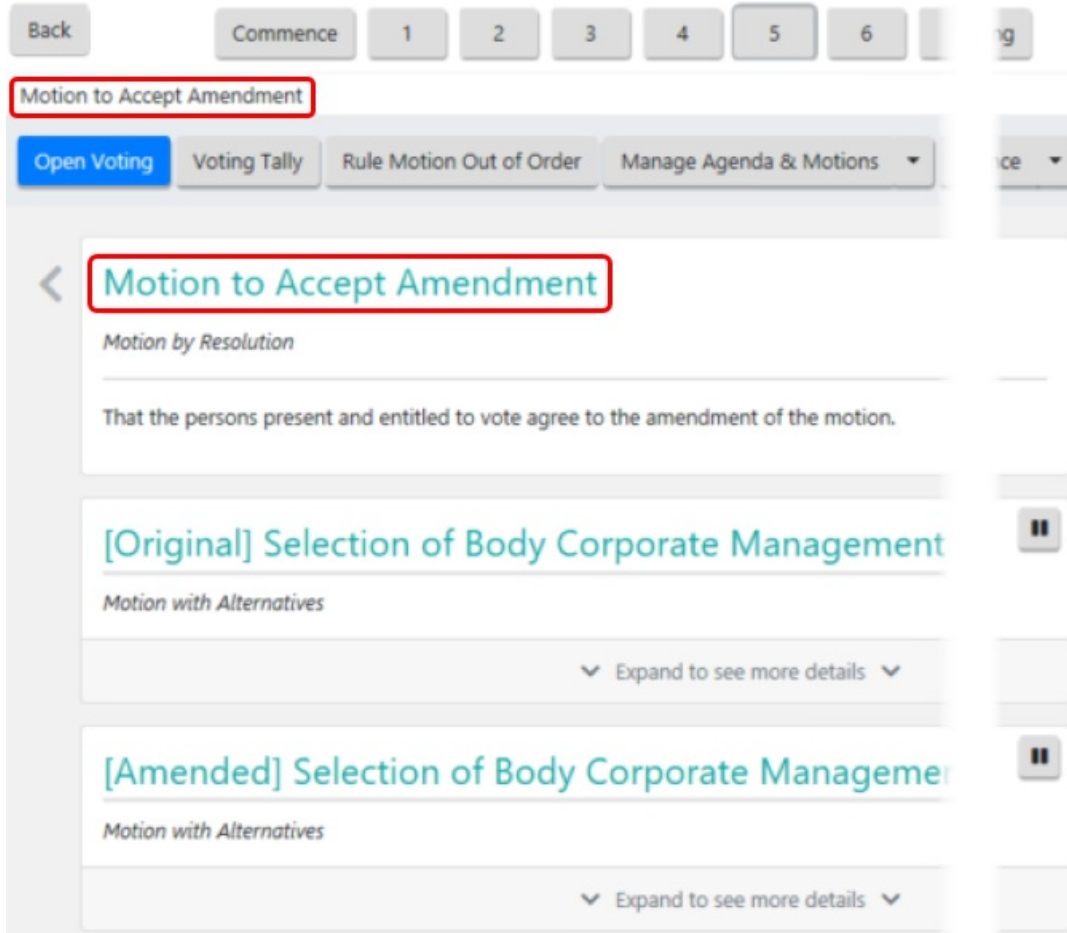 Back Commence 1 2 3 4 5 6
Motion to Accept Amendment
Open Voting Voting Tally Rule Motion Out of Order Manage Agenda & Motions
Motion to Accept Amendment
Motion by Resolution
That the persons present and entitled to vote agree to the amendment of the motion.
[Original] Selection of Body Corporate Management
Motion with Alternatives
Expand to see more details
[Amended] Selection of Body Corporate
Motion with Alternatives
Expand to see more details